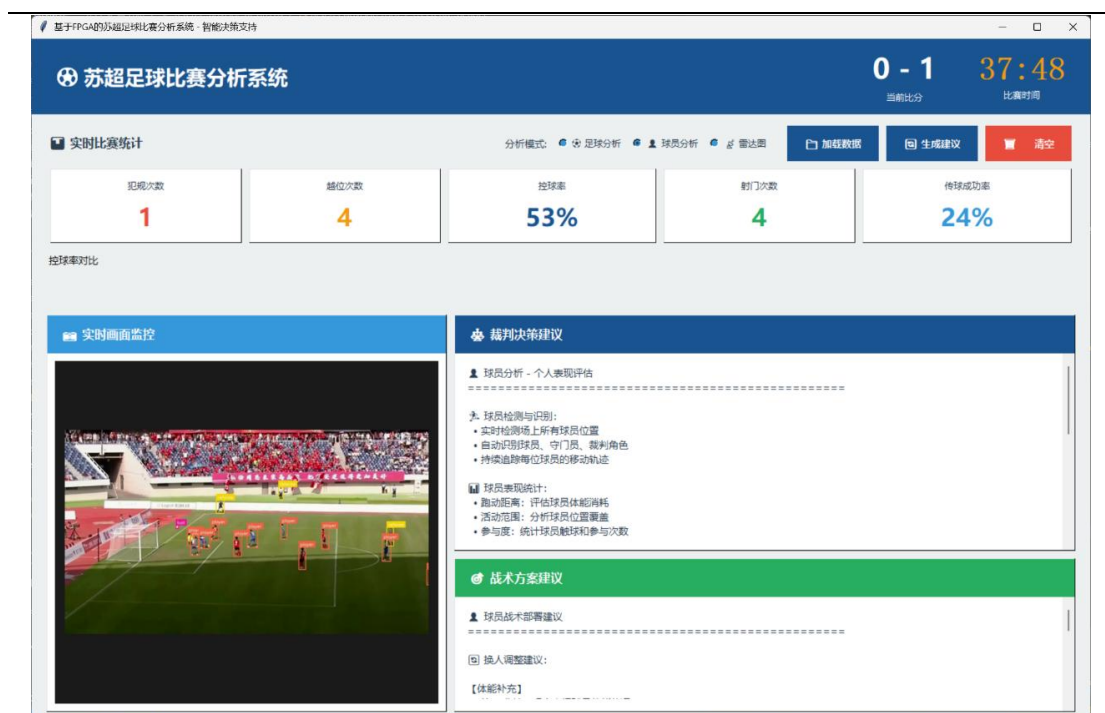 基于FPGA的苏超足球比赛分析系统 - 智能决策支持
苏超足球比赛分析系统
0 - 1
当前比分
37:48
比赛时间
实时比赛统计
分析模式: 足球分析 球员分析 雷达图
加载数据
生成建议
清空
犯规次数
1
越位次数
4
控球率
53%
射门次数
4
传球成功率
24%
控球率对比
实时画面监控
裁判决策建议
球员分析 - 个人表现评估
============================================================
球员检测与识别:
• 实时检测场上所有球员位置
• 自动识别球员、守门员、裁判角色
• 持续追踪每位球员的移动轨迹
球员表现统计:
• 跑动距离: 评估球员体能消耗
• 活动范围: 分析球员位置覆盖
• 参与度: 统计球员触球和参与次数
战术方案建议
球员战术部署建议
============================================================
换人调整建议:
【体能补充】